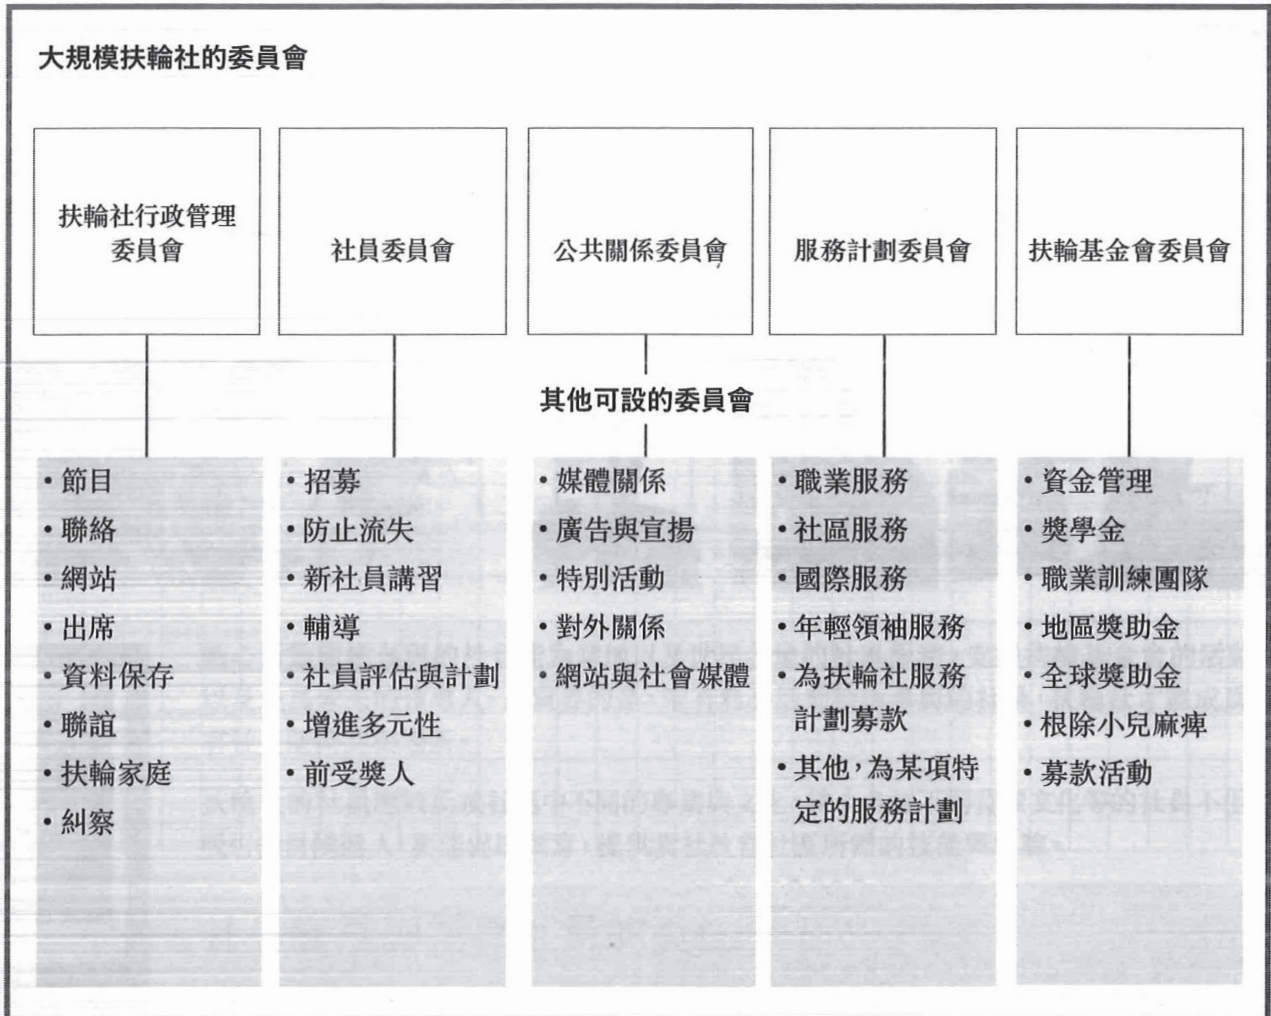 大規模扶輪社的委員會
扶輪社行政管理
委員會
社員委員會
公共關係委員會
服務計劃委員會
扶輪基金會委員會
其他可設的委員會
•節目
•聯絡
•網站
•出席
•資料保存
•聯誼
•扶輪家庭
•糾察
•招募
•防止流失
•新社員講習
•輔導
•社員評估與計劃
•增進多元性
•前受獎人
•媒體關係
•廣告與宣揚
•特別活動
•對外關係
•網站與社會媒體
•職業服務
•社區服務
•國際服務
•年輕領袖服務
•為扶輪社服務
計劃募款
•其他,為某項特
定的服務計劃
•資金管理
•獎學金
•職業訓練團隊
•地區獎助金
•全球獎助金
•根除小兒麻痺
•募款活動